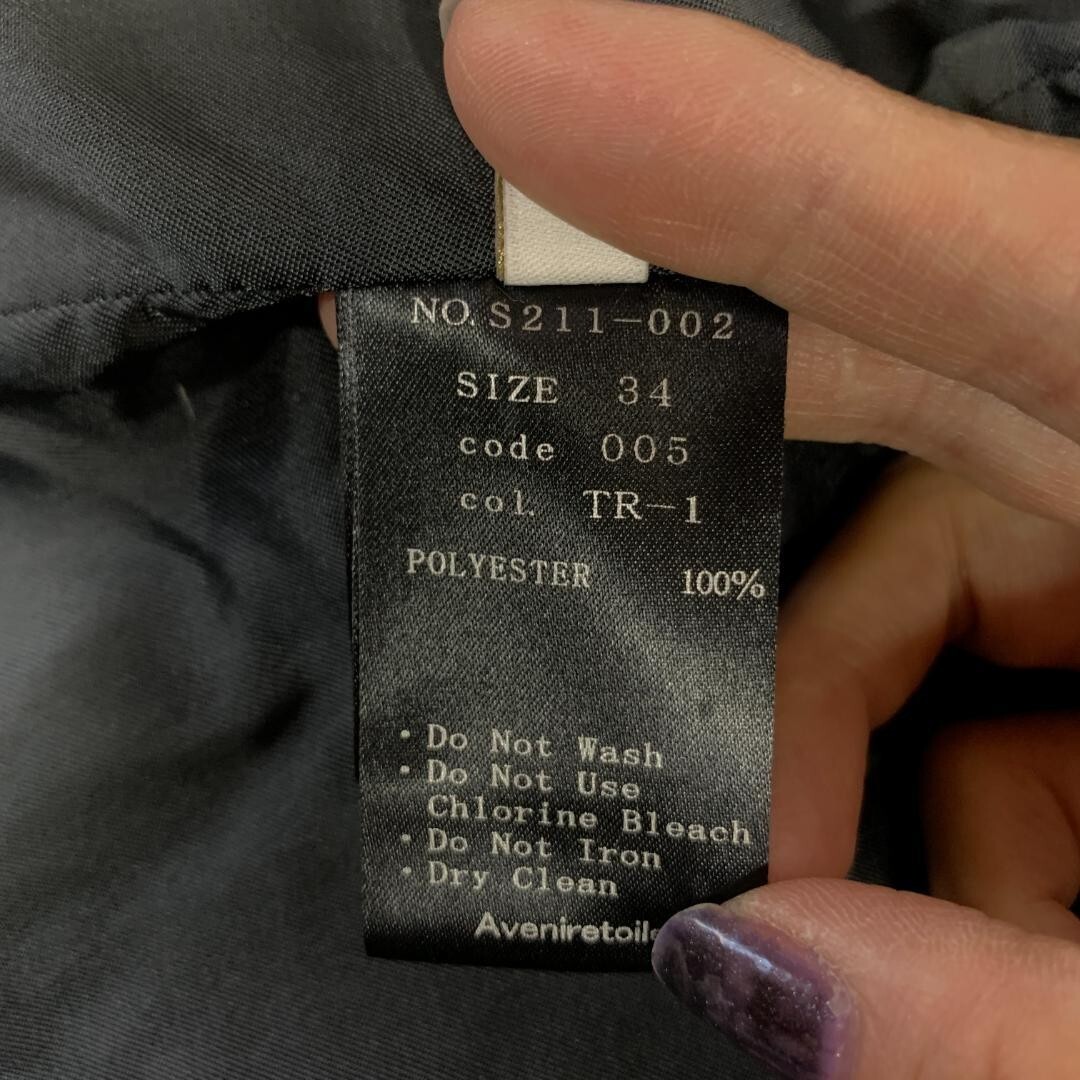 NO. S211-002
SIZE 34
code 005
col. TR-1
POLYESTER 100%
・Do Not Wash
・Do Not Use
Chlorine Bleach
・Do Not Iron
・Dry Clean
Aveniretoile